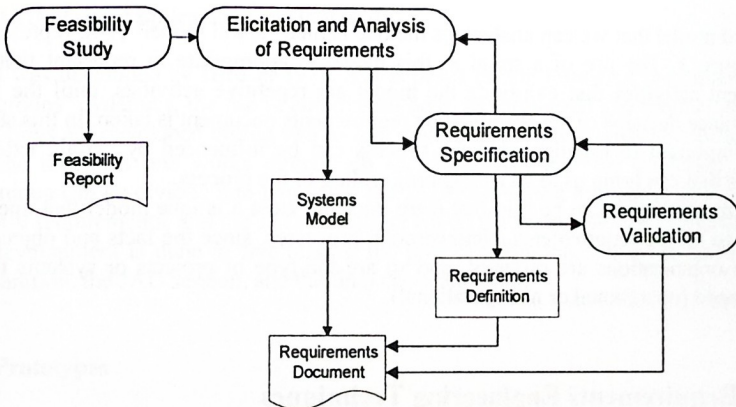 Feasibility
Study
Elicitation and Analysis
of Requirements
Requirements
Specification
Feasibility
Report
Systems
Model
Requirements
Validation
Requirements
Definition
Requirements
Document